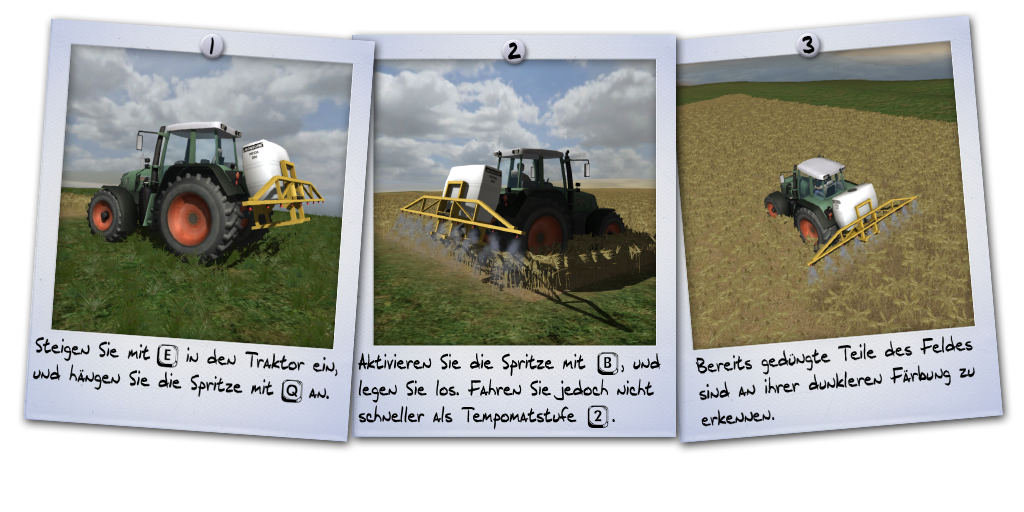 1
Steigen Sie mit E in den Traktor ein,
und hängen Sie die Spritze mit Q an.
2
Aktivieren Sie die Spritze mit B, und
legen Sie los. Fahren Sie jedoch nicht
schneller als Tempomatstufe 2.
3
Bereits gedüngte Teile des Feldes
sind an ihrer dunkleren Färbung zu
erkennen.